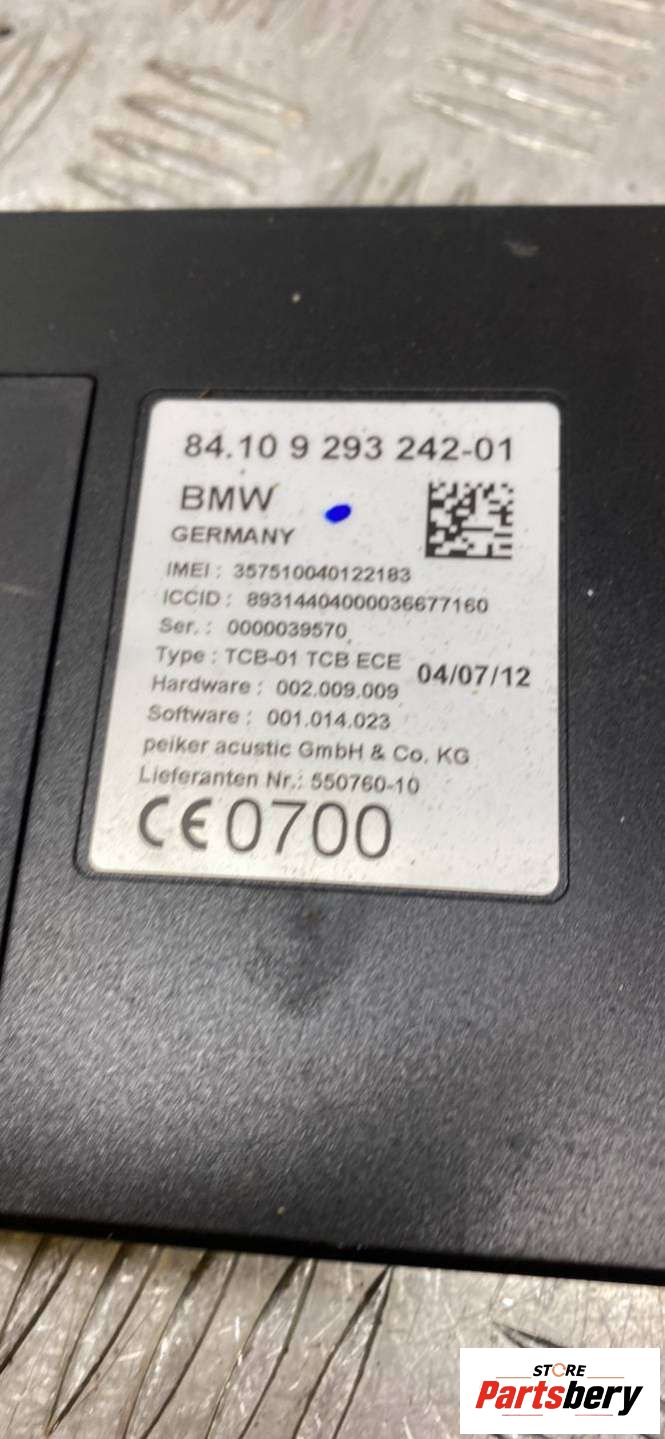 84.10 9 293 242-01
BMW
GERMANY
IMEI : 357510040122183
ICCID : 89314404000036677160
Ser. : 0000039570
Type : TCB-01 TCB ECE 04/07/12
Hardware : 002.009.009
Software : 001.014.023
peiker acustic GmbH & Co. KG
Lieferanten Nr.: 550760-10
CE 0700
STORE
Partsbery